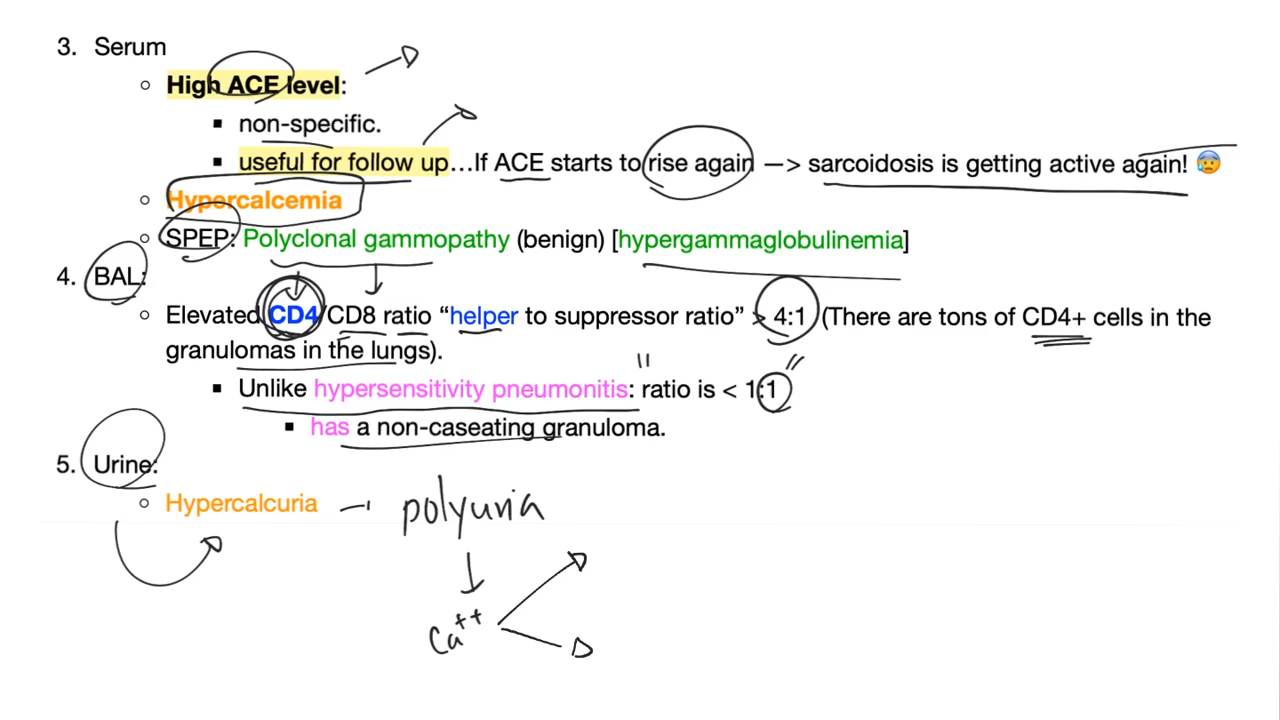 3. Serum
○ High ACE level:
▪ non-specific.
▪ useful for follow up...If ACE starts to rise again —> sarcoidosis is getting active again! 😰
○ Hypercalcemia
○ SPEP: Polyclonal gammopathy (benign) [hypergammaglobulinemia]
4. BAL:
○ Elevated CD4/CD8 ratio “helper to suppressor ratio” > 4:1 (There are tons of CD4+ cells in the
granulomas in the lungs).
▪ Unlike hypersensitivity pneumonitis: ratio is < 1:1
▪ has a non-caseating granuloma.
5. Urine:
○ Hypercalcuria polyuria
Ca++